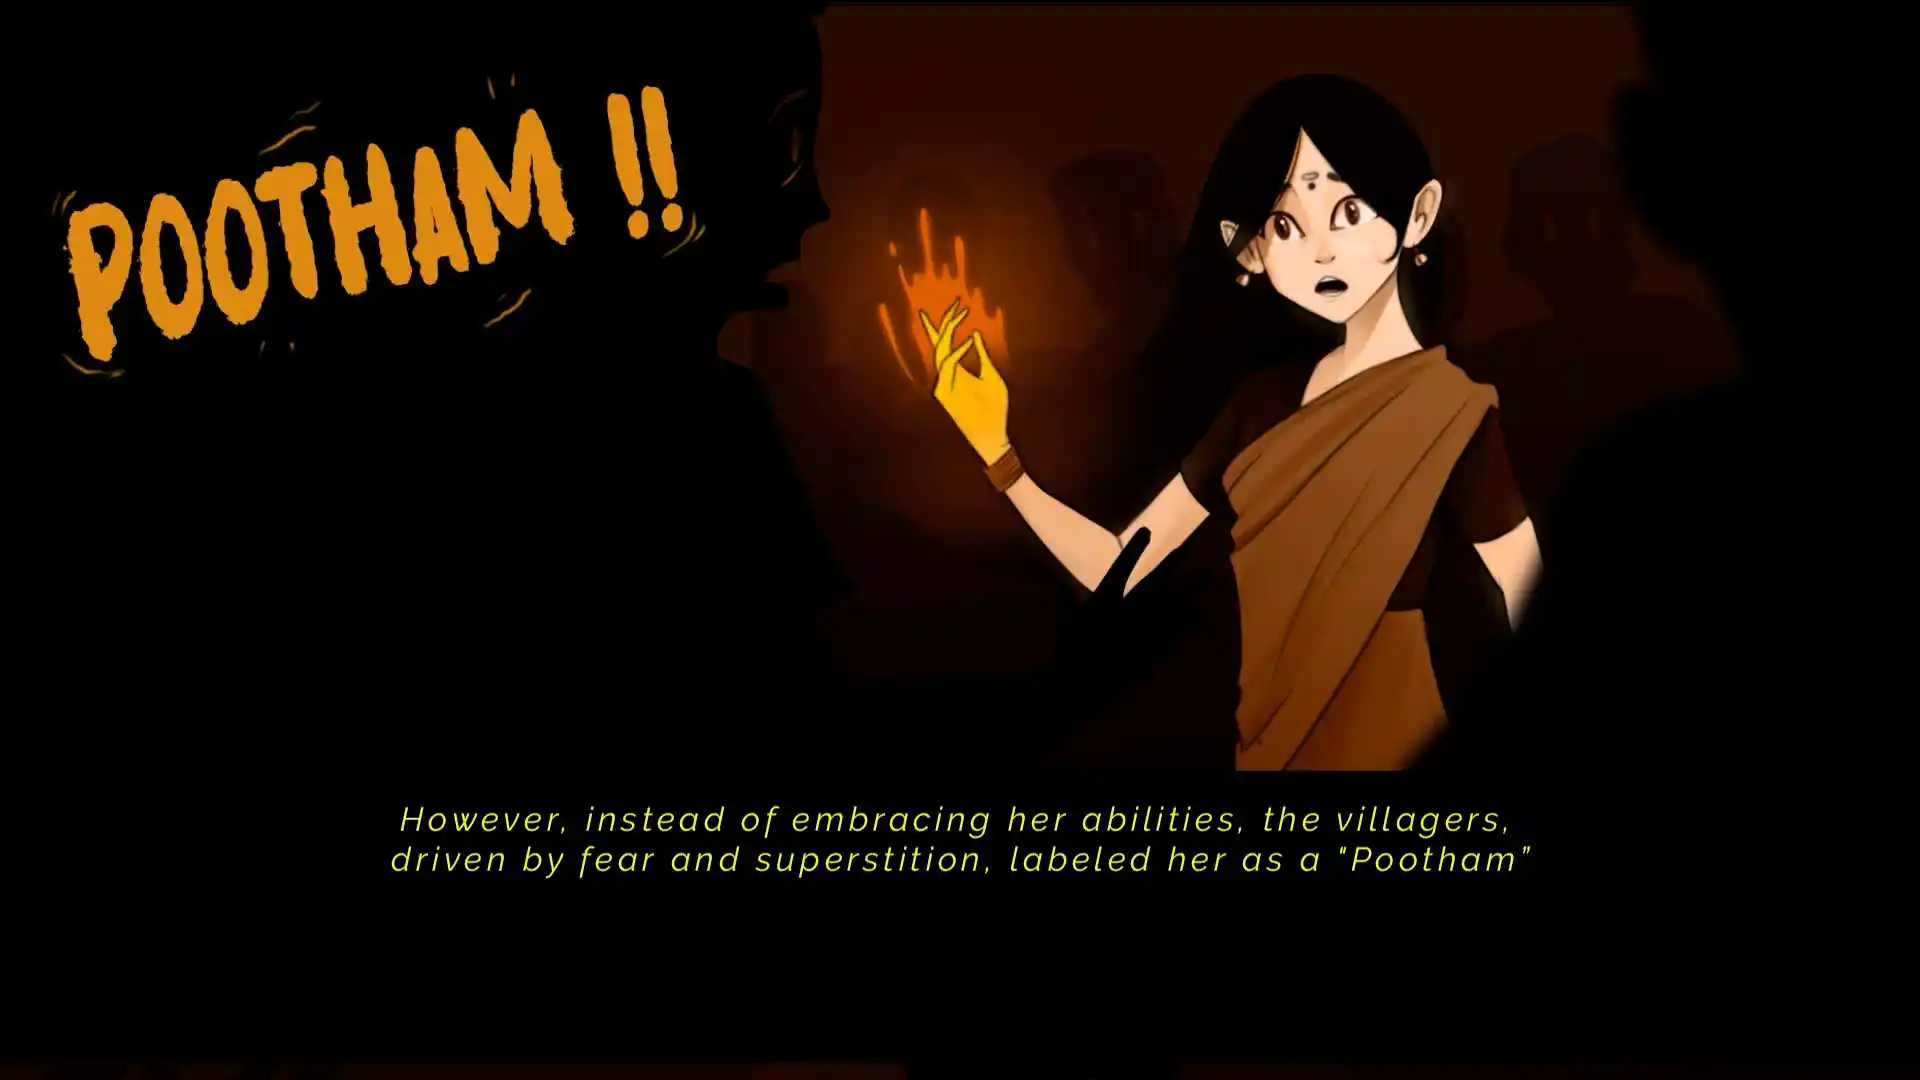 POOTHAM !!
However, instead of embracing her abilities, the villagers,
driven by fear and superstition, labeled her as a "Pootham”